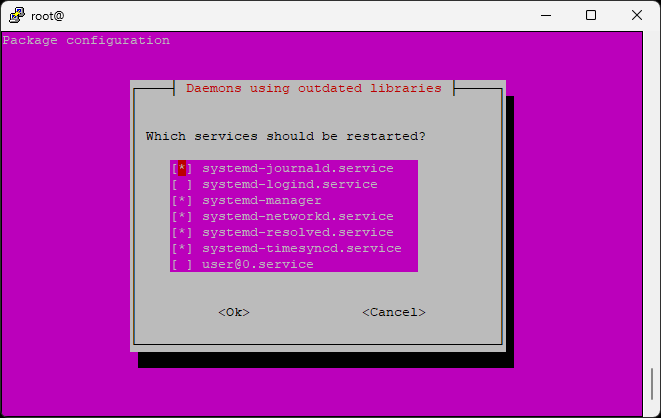 root@
Package configuration
Daemons using outdated libraries
Which services should be restarted?
[*] systemd-journald.service
[ ] systemd-logind.service
[*] systemd-manager
[*] systemd-networkd.service
[*] systemd-resolved.service
[*] systemd-timesyncd.service
[ ] user@0.service
<Ok> <Cancel>